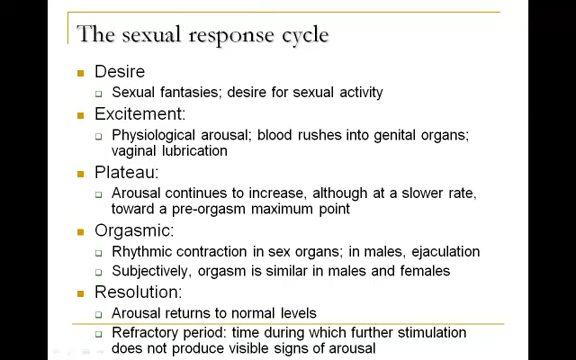 The sexual response cycle
Desire
Sexual fantasies; desire for sexual activity
Excitement:
Physiological arousal; blood rushes into genital organs;
vaginal lubrication
Plateau:
Arousal continues to increase, although at a slower rate,
toward a pre-orgasm maximum point
Orgasmic:
Rhythmic contraction in sex organs; in males, ejaculation
Subjectively, orgasm is similar in males and females
Resolution:
Arousal returns to normal levels
Refractory period: time during which further stimulation
does not produce visible signs of arousal